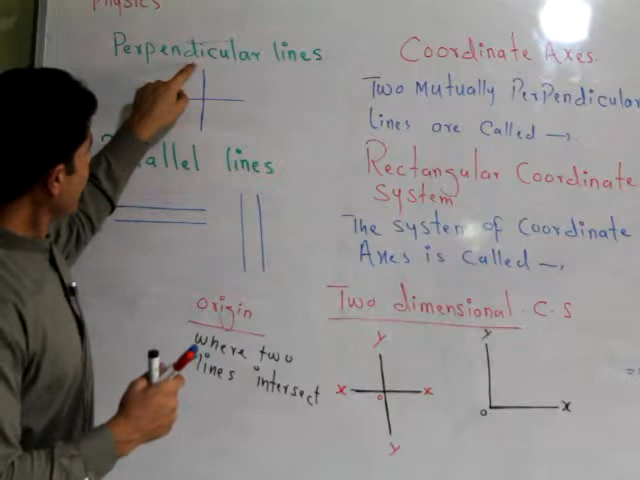 Physics
Perpendicular lines
lines
origin
where two
lines intersect
Coordinate Axes.
Two Mutually Perpendicular
Lines are Called →
Rectangular Coordinate
System
The system of Coordinate
Axes is Called →
Two dimensional C.S
y
x
o
x
y
y
o
x